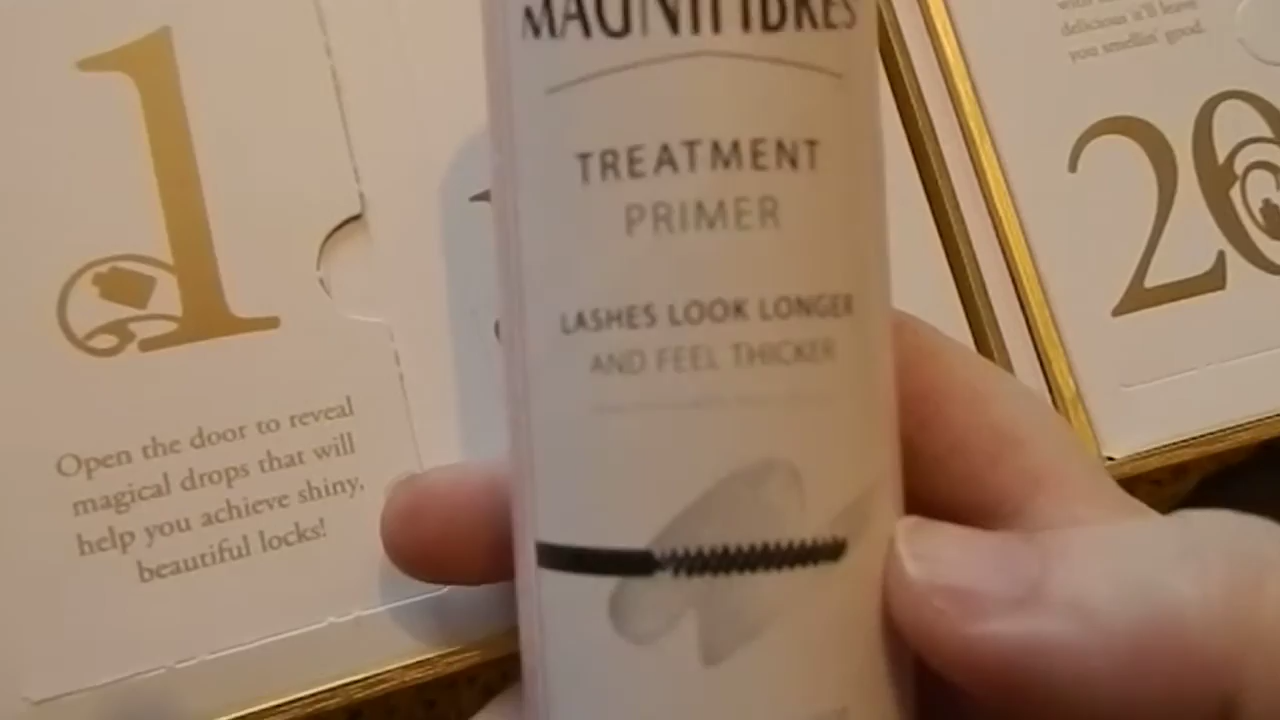 1
Open the door to reveal
magical drops that will
help you achieve shiny,
beautiful locks!
MAGNIFIBRES
TREATMENT
PRIMER
LASHES LOOK LONGER
AND FEEL THICKER
delicious it'll leave
you smellin' good.
20